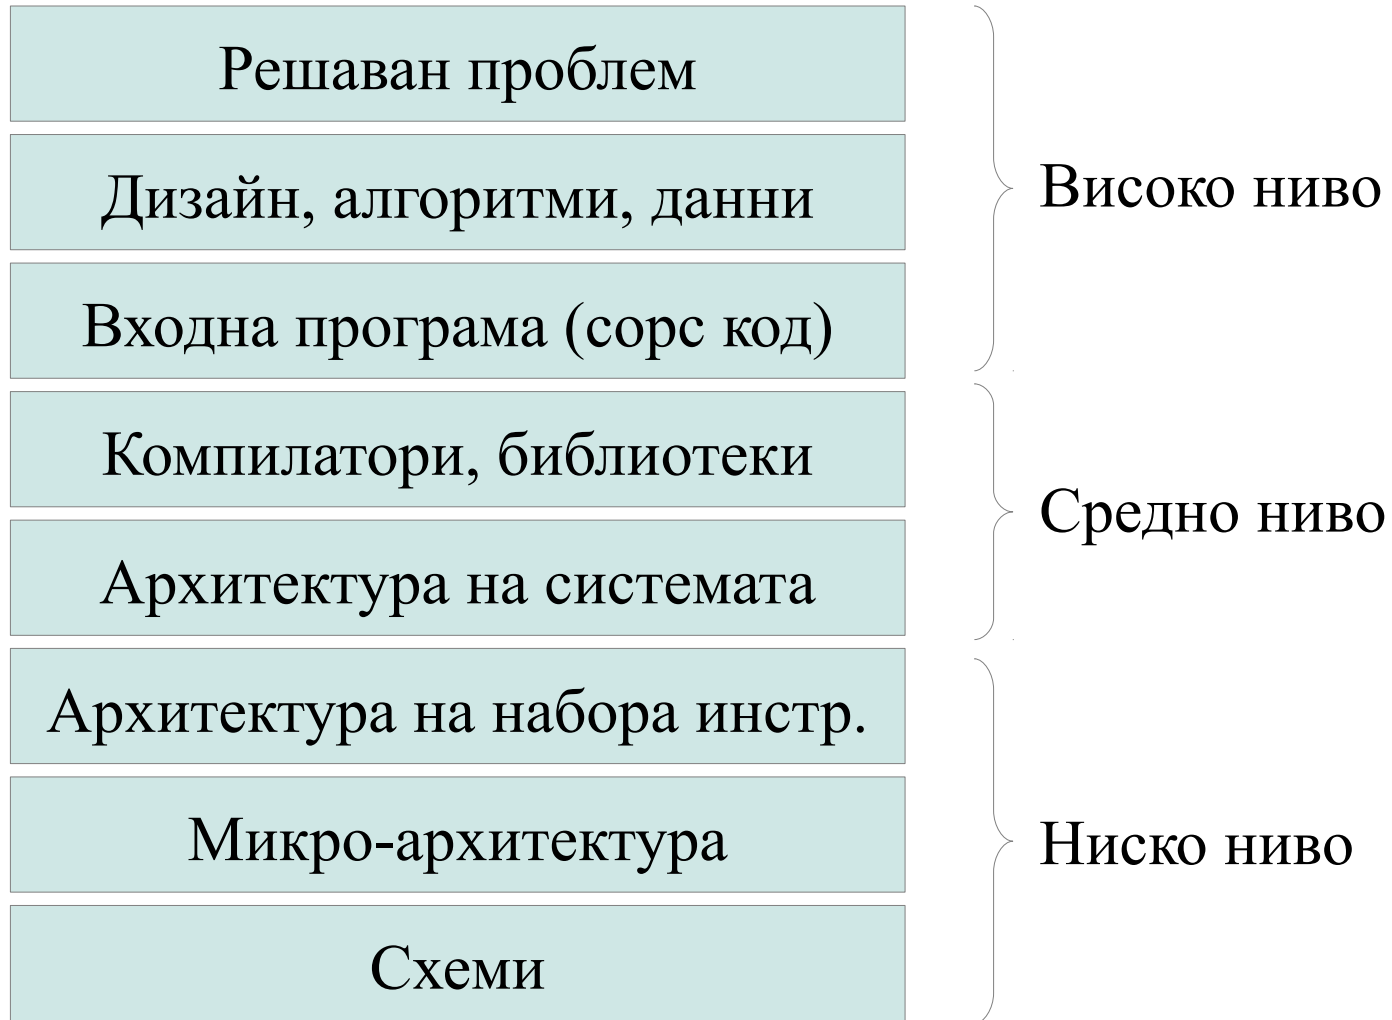 Решаван проблем
Дизайн, алгоритми, данни
Входна програма (сорс код)
Високо ниво
Компилатори, библиотеки
Архитектура на системата
Средно ниво
Архитектура на набора инстр.
Микро-архитектура
Схеми
Ниско ниво